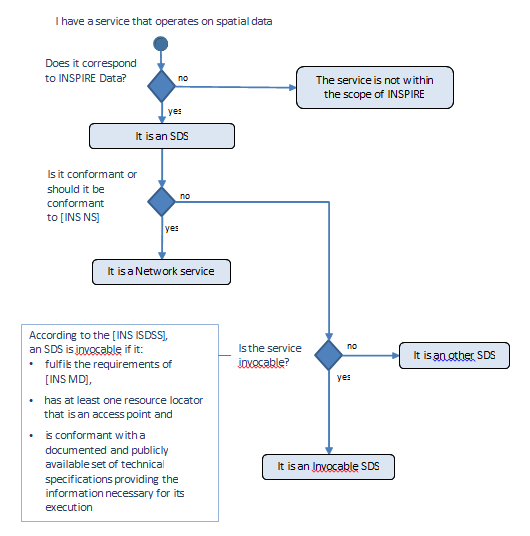 I have a service that operates on spatial data
Does it correspond
to INSPIRE Data?
no
The service is not within
the scope of INSPIRE
yes
It is an SDS
Is it conformant or
should it be
conformant
to [INS NS]
no
yes
It is a Network service
According to the [INS ISDSS],
an SDS is invocable if it:
• fulfils the requirements of
[INS MD],
• has at least one resource locator
that is an access point and
• is conformant with a
documented and publicly
available set of technical
specifications providing the
information necessary for its
execution
Is the service
invocable?
no
It is an other SDS
yes
It is an Invocable SDS